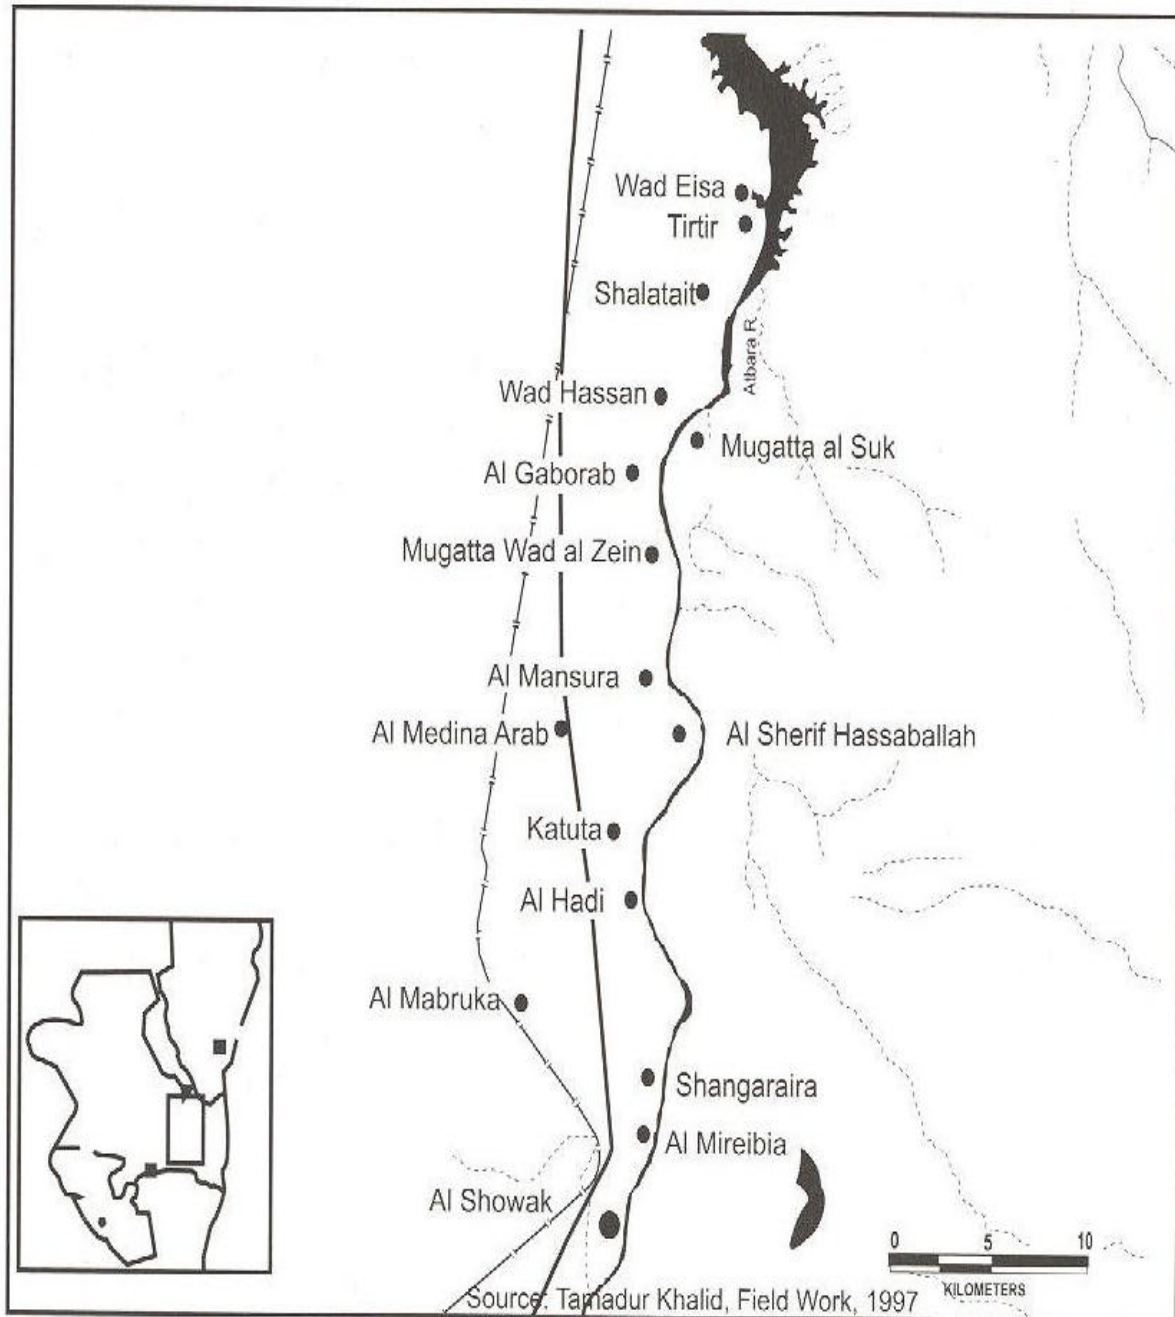 Wad Eisa
Tirtir
Shalatait
Atbara R.
Wad Hassan
Mugatta al Suk
Al Gaborab
Mugatta Wad al Zein
Al Mansura
Al Medina Arab
Al Sherif Hassaballah
Katuta
Al Hadi
Al Mabruka
Shangaraira
Al Mireibia
Al Showak
0 5 10
KILOMETERS
Source: Tamadur Khalid, Field Work, 1997